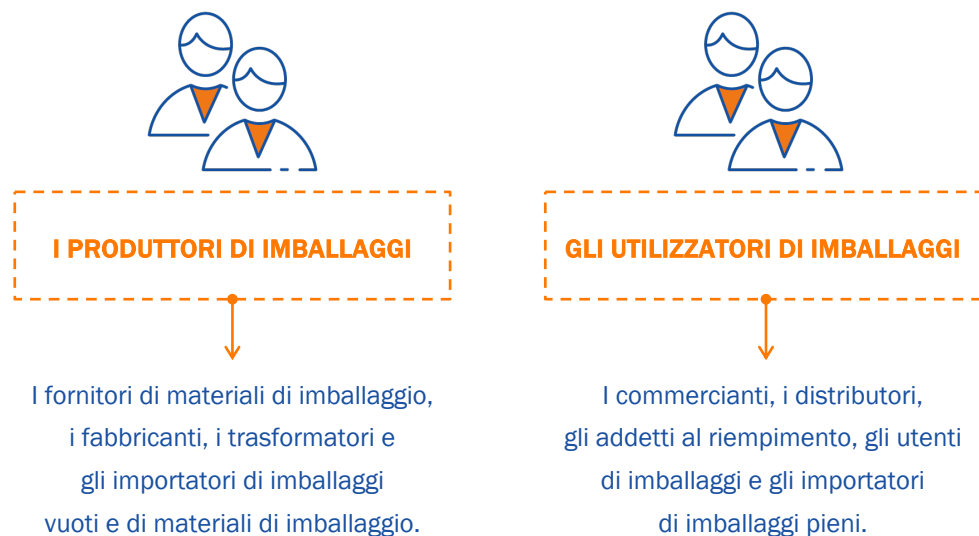 I PRODUTTORI DI IMBALLAGGI
I fornitori di materiali di imballaggio,
i fabbricanti, i trasformatori e
gli importatori di imballaggi
vuoti e di materiali di imballaggio.
GLI UTILIZZATORI DI IMBALLAGGI
I commercianti, i distributori,
gli addetti al riempimento, gli utenti
di imballaggi e gli importatori
di imballaggi pieni.